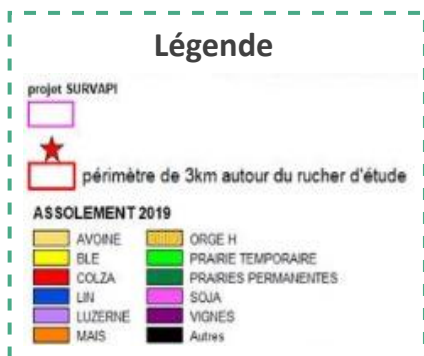 Légende
projet SURVAPI
périmètre de 3km autour du rucher d'étude
ASSOLEMENT 2019
AVOINE
BLE
COLZA
LIN
LUZERNE
MAIS
ORGE H
PRAIRIE TEMPORAIRE
PRAIRIES PERMANENTES
SOJA
VIGNES
Autres